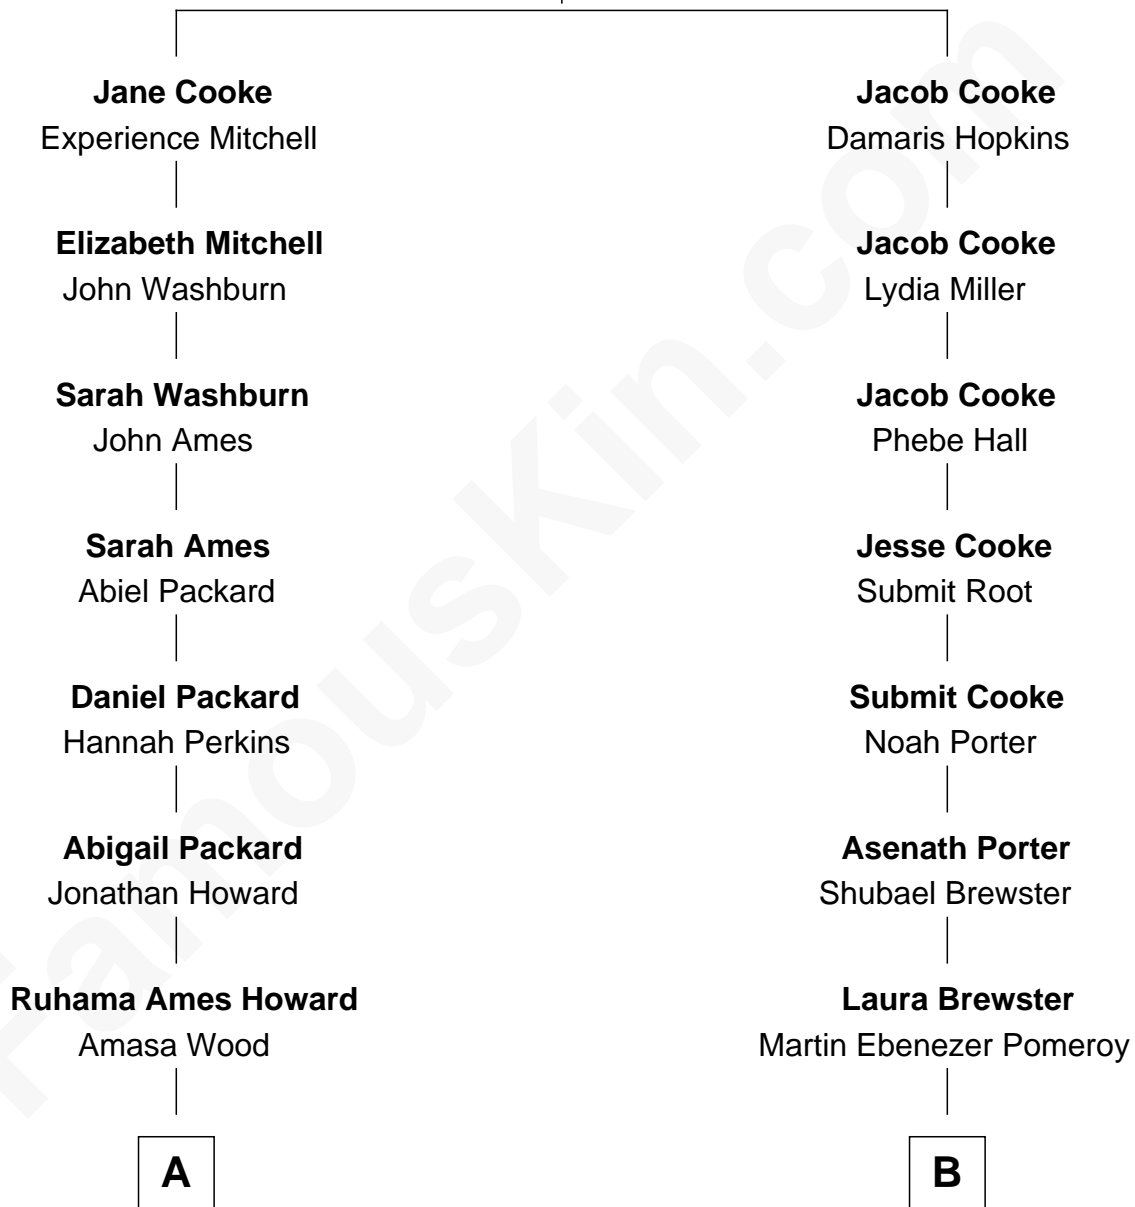 Jane Cooke
Experience Mitchell
Elizabeth Mitchell
John Washburn
Sarah Washburn
John Ames
Sarah Ames
Abiel Packard
Daniel Packard
Hannah Perkins
Abigail Packard
Jonathan Howard
Ruhama Ames Howard
Amasa Wood
A
Jacob Cooke
Damaris Hopkins
Jacob Cooke
Lydia Miller
Jacob Cooke
Phebe Hall
Jesse Cooke
Submit Root
Submit Cooke
Noah Porter
Asenath Porter
Shubael Brewster
Laura Brewster
Martin Ebenezer Pomeroy
B
FamousKin.com